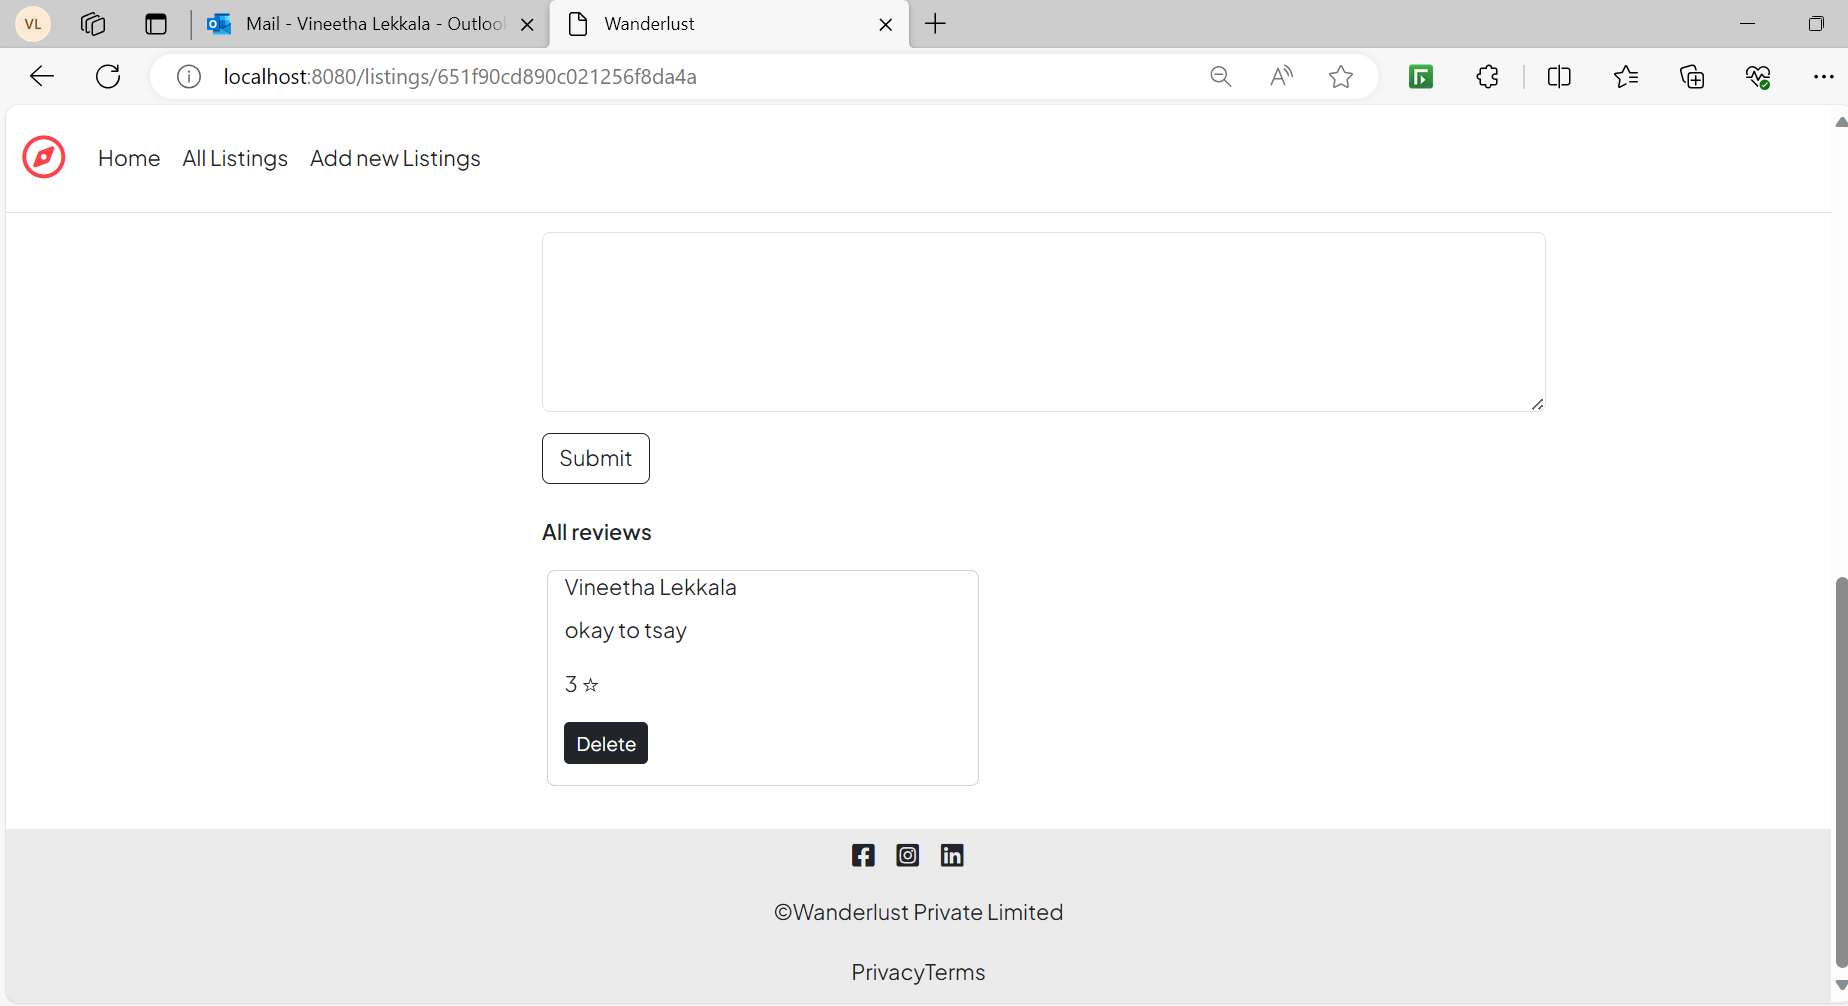 VL
Mail - Vineetha Lekkala - Outloo
Wanderlust
localhost:8080/listings/651f90cd890c021256f8da4a
Home All Listings Add new Listings
Submit
All reviews
Vineetha Lekkala
okay to tsay
3 ☆
Delete
©Wanderlust Private Limited
PrivacyTerms